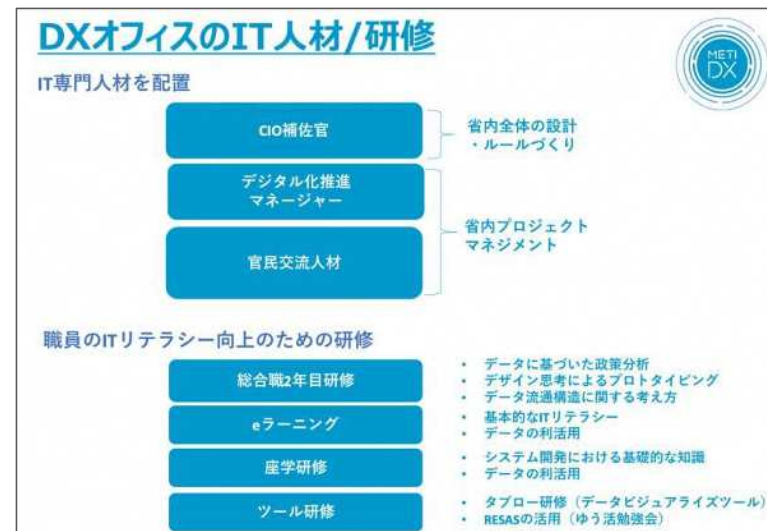 DXオフィスのIT人材/研修
METI
DX
IT専門人材を配置
CIO補佐官
省内全体の設計
・ルールづくり
デジタル化推進
マネージャー
官民交流人材
省内プロジェクト
マネジメント
職員のITリテラシー向上のための研修
総合職2年目研修
• データに基づいた政策分析
• デザイン思考によるプロトタイピング
• データ流通構造に関する考え方
eラーニング
• 基本的なITリテラシー
• データの利活用
座学研修
• システム開発における基礎的な知識
• データの利活用
ツール研修
• タブロー研修（データビジュアライズツール）
• RESASの活用（ゆう活勉強会）